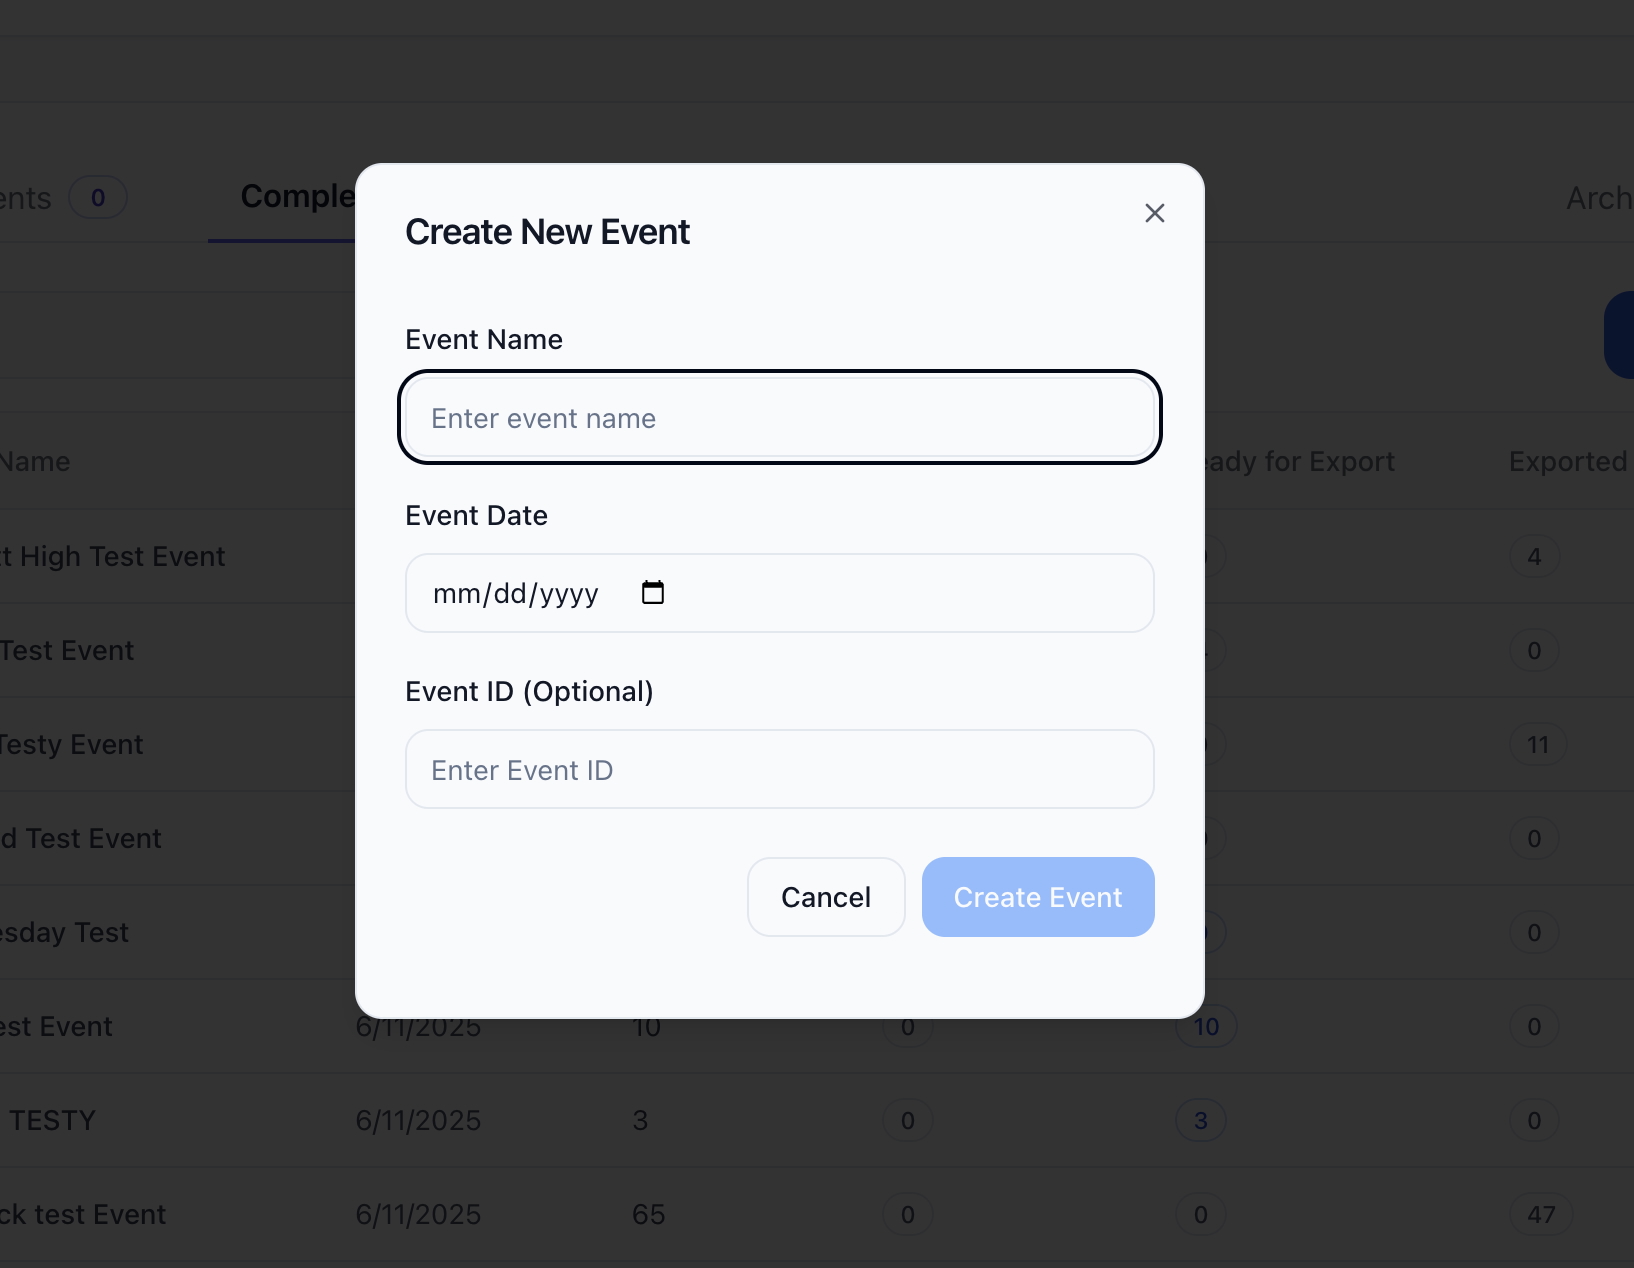 ents 0
Comple
Arch
Create New Event
Event Name
Enter event name
Event Date
mm/dd/yyyy
Event ID (Optional)
Enter Event ID
Cancel
Create Event
Name
eady for Export
Exported
t High Test Event
4
Test Event
0
Testy Event
11
d Test Event
0
esday Test
0
est Event
6/11/2025
10
0
10
0
TESTY
6/11/2025
3
0
3
0
ck test Event
6/11/2025
65
0
0
47